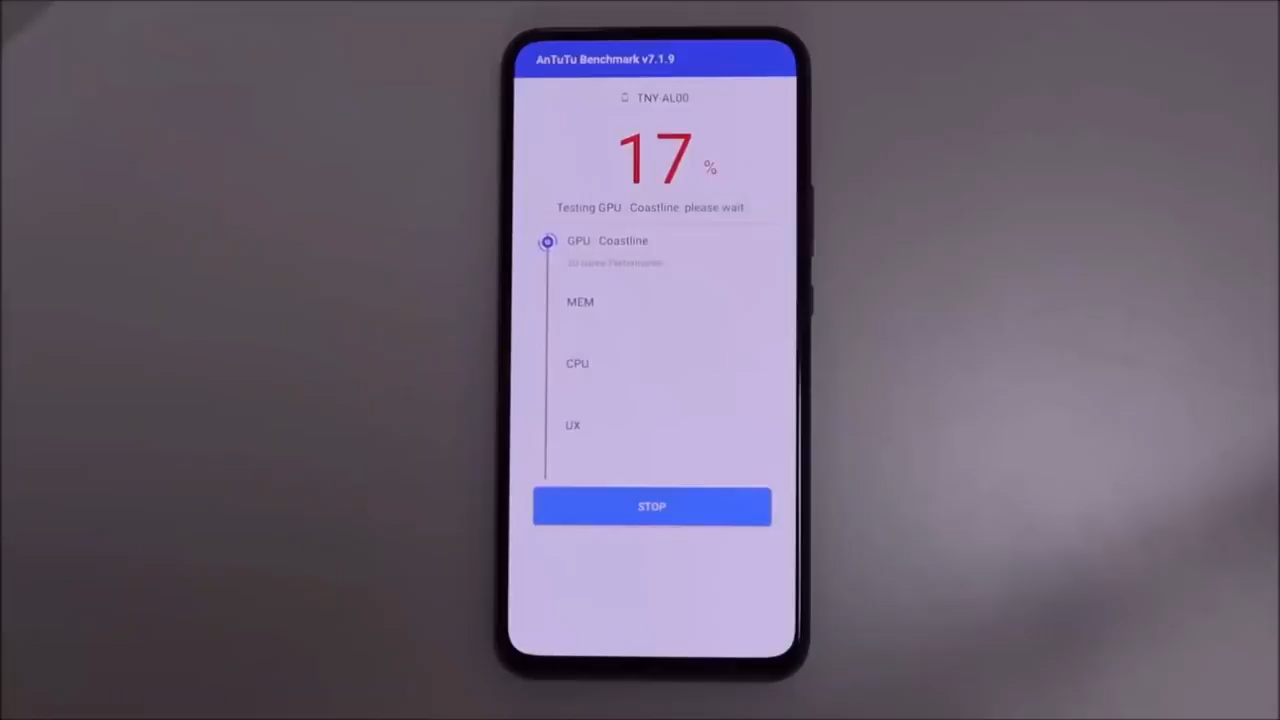 AnTuTu Benchmark v7.1.9
TNY AL00
17 %
Testing GPU Coastline please wait
GPU Coastline
MEM
CPU
UX
STOP